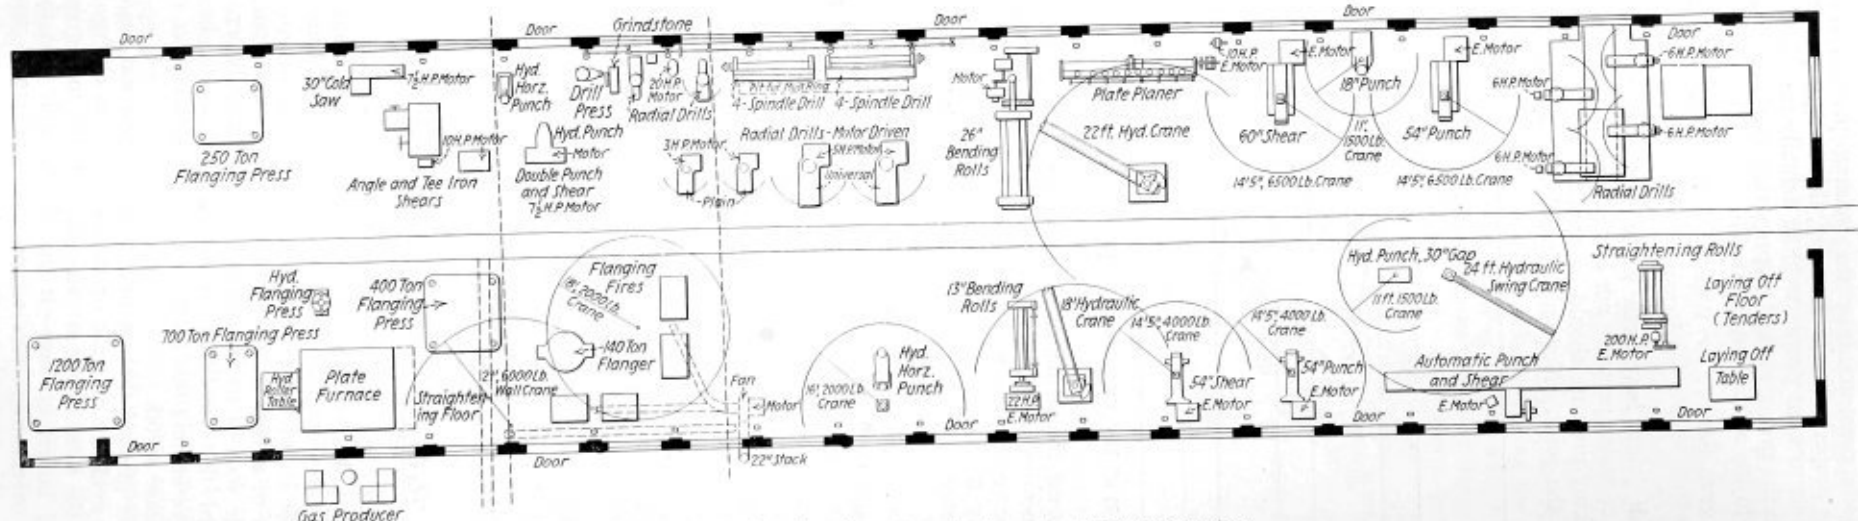 Door
Door
Grindstone
Door
Door
Door
30" Cold
Saw
7½ H.P. Motor
Hyd.
Horz.
Punch
Drill
Press
20 H.P.
Motor
Radial Drills
4-Spindle Drill
4-Spindle Drill
Motor
Plate Planer
10 H.P.
E. Motor
E. Motor
18" Punch
E. Motor
6 H.P. Motor
6 H.P. Motor
6 H.P. Motor
6 H.P. Motor
Radial Drills
250 Ton
Flanging Press
10 H.P. Motor
Angle and Tee Iron
Shears
Hyd. Punch
Motor
Double Punch
and Shear
7½ H.P. Motor
Radial Drills-Motor Driven
3 H.P. Motor
5 H.P. Motor
Universal
Plain
26"
Bending
Rolls
22 ft. Hyd. Crane
60" Shear
11',
1500 Lb.
Crane
54" Punch
14'5", 6500 Lb. Crane
14'5", 6500 Lb. Crane
Hyd.
Flanging
Press
400 Ton
Flanging
Press
Flanging
Fires
18', 2000 Lb.
Crane
13" Bending
Rolls
18' Hydraulic
Crane
14'5", 4000 Lb.
Crane
14'5", 4000 Lb.
Crane
Hyd. Punch, 30" Gap
11 ft. 1500 Lb.
Crane
24 ft. Hydraulic
Swing Crane
Straightening Rolls
200 H.P.
E. Motor
Laying Off
Floor
(Tenders)
1200 Ton
Flanging
Press
700 Ton Flanging Press
Hyd
Roller
Table
Plate
Furnace
Straighten-
ing Floor
21', 6000 Lb.
Wall Crane
140 Ton
Flanger
Fan
Motor
22" Stack
16', 2000 Lb.
Crane
Hyd.
Horz.
Punch
22 H.P.
E. Motor
54" Shear
E. Motor
54" Punch
E. Motor
Automatic Punch
and Shear
E. Motor
Laying Off
Table
Door
Door
Door
Door
Door
Gas Producer